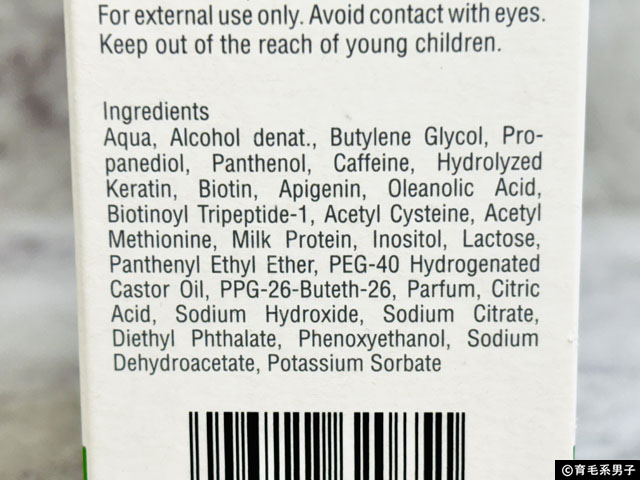 For external use only. Avoid contact with eyes.
Keep out of the reach of young children.
Ingredients
Aqua, Alcohol denat., Butylene Glycol, Pro-
panediol, Panthenol, Caffeine, Hydrolyzed
Keratin, Biotin, Apigenin, Oleanolic Acid,
Biotinoyl Tripeptide-1, Acetyl Cysteine, Acetyl
Methionine, Milk Protein, Inositol, Lactose,
Panthenyl Ethyl Ether, PEG-40 Hydrogenated
Castor Oil, PPG-26-Buteth-26, Parfum, Citric
Acid, Sodium Hydroxide, Sodium Citrate,
Diethyl Phthalate, Phenoxyethanol, Sodium
Dehydroacetate, Potassium Sorbate
©育毛系男子